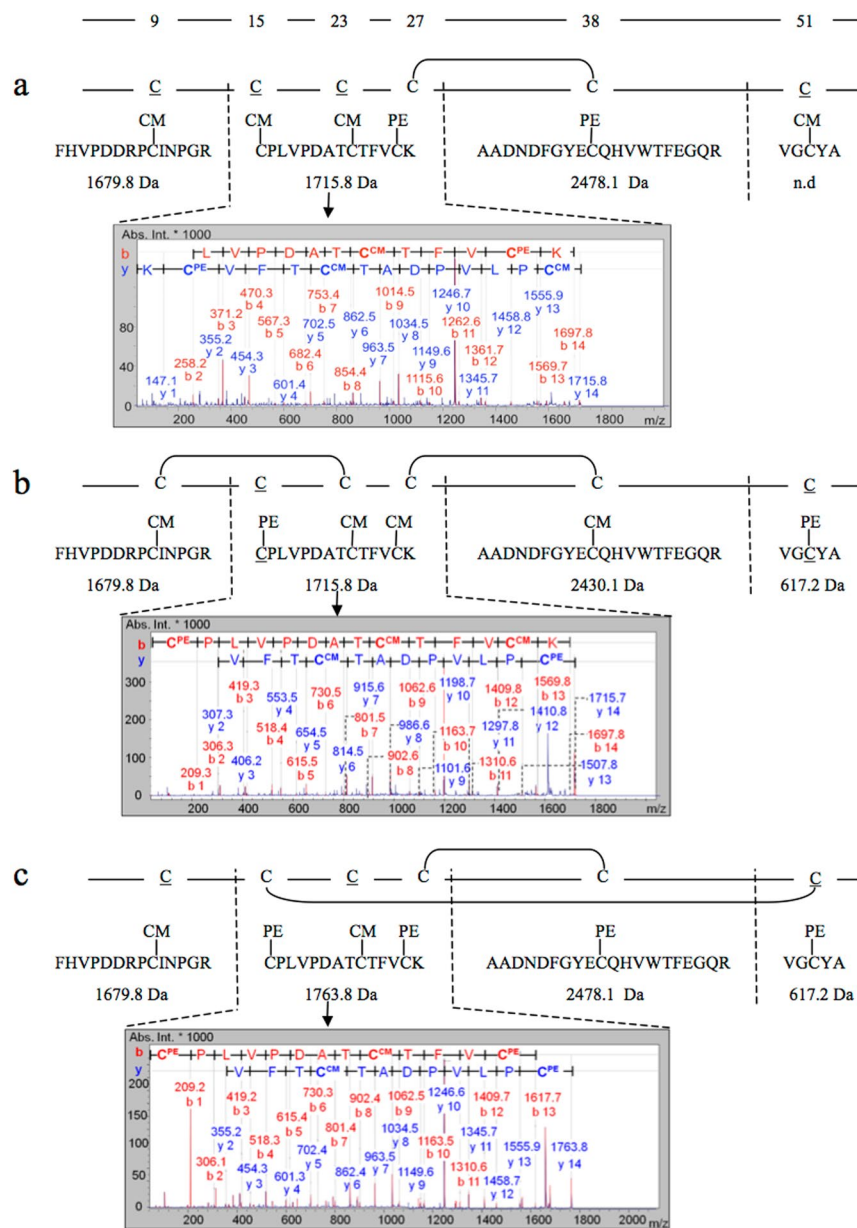 9 15 23 27 38 51
a
C C C C C C
CM CM CM PE PE CM
FHVPDDRPCINPGR CPLVPDATCTFVCK AADNDFGYECQHVWTFEGQR VGCYA
1679.8 Da 1715.8 Da 2478.1 Da n.d
Abs. Int. * 1000
b L V P D A T C^CM T F V C^PE K
y K C^PE V F T C^CM T A D P V L P C^CM
80
40
0
147.1 y 1
258.2 b 2
355.2 y 2
371.2 b 3
454.3 y 3
470.3 b 4
567.3 b 5
601.4 y 4
682.4 b 6
702.5 y 5
753.4 b 7
854.4 b 8
862.5 y 6
963.5 y 7
1014.5 b 9
1034.5 y 8
1115.6 b 10
1149.6 y 9
1246.7 y 10
1262.6 b 11
1345.7 y 11
1361.7 b 12
1458.8 y 12
1555.9 y 13
1569.7 b 13
1697.8 b 14
1715.8 y 14
200 400 600 800 1000 1200 1400 1600 1800
m/z
b
C C C C C C
CM PE CM CM CM PE
FHVPDDRPCINPGR CPLVPDATCTFVCK AADNDFGYECQHVWTFEGQR VGCYA
1679.8 Da 1715.8 Da 2430.1 Da 617.2 Da
Abs. Int. * 1000
b C^PE P L V P D A T C^CM T F V C^CM K
y V F T C^CM T A D P V L P C^PE
300
200
100
0
209.3 b 1
306.3 b 2
307.3 y 2
406.2 y 3
419.3 b 3
518.4 b 4
553.5 y 4
615.5 b 5
654.5 y 5
730.5 b 6
801.5 b 7
814.5 y 6
902.6 b 8
915.6 y 7
986.6 y 8
1062.6 b 9
1101.6 y 9
1163.7 b 10
1198.7 y 10
1297.8 y 11
1310.6 b 11
1409.8 b 12
1410.8 y 12
1507.8 y 13
1569.8 b 13
1697.8 b 14
1715.7 y 14
200 400 600 800 1000 1200 1400 1600 1800
m/z
c
C C C C C C
CM PE CM PE PE PE
FHVPDDRPCINPGR CPLVPDATCTFVCK AADNDFGYECQHVWTFEGQR VGCYA
1679.8 Da 1763.8 Da 2478.1 Da 617.2 Da
Abs. Int. * 1000
b C^PE P L V P D A T C^CM T F V C^PE
y V F T C^CM T A D P V L P C^PE
200
150
100
50
0
209.2 b 1
306.1 b 2
355.2 y 2
419.2 b 3
454.3 y 3
518.3 b 4
601.3 y 4
615.4 b 5
702.4 y 5
730.3 b 6
801.4 b 7
862.4 y 6
902.4 b 8
963.5 y 7
1034.5 y 8
1062.5 b 9
1149.6 y 9
1163.5 b 10
1246.6 y 10
1310.6 b 11
1345.7 y 11
1409.7 b 12
1458.7 y 12
1555.9 y 13
1617.7 b 13
1763.8 y 14
200 400 600 800 1000 1200 1400 1600 1800 2000
m/z